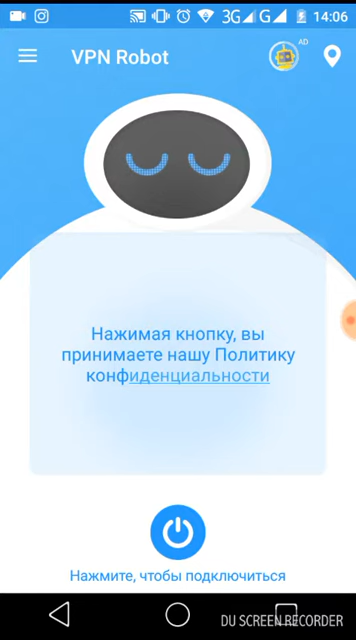 3G G 14:06
VPN Robot
AD
Нажимая кнопку, вы
принимаете нашу Политику
конфиденциальности
Нажмите, чтобы подключиться
DU SCREEN RECORDER